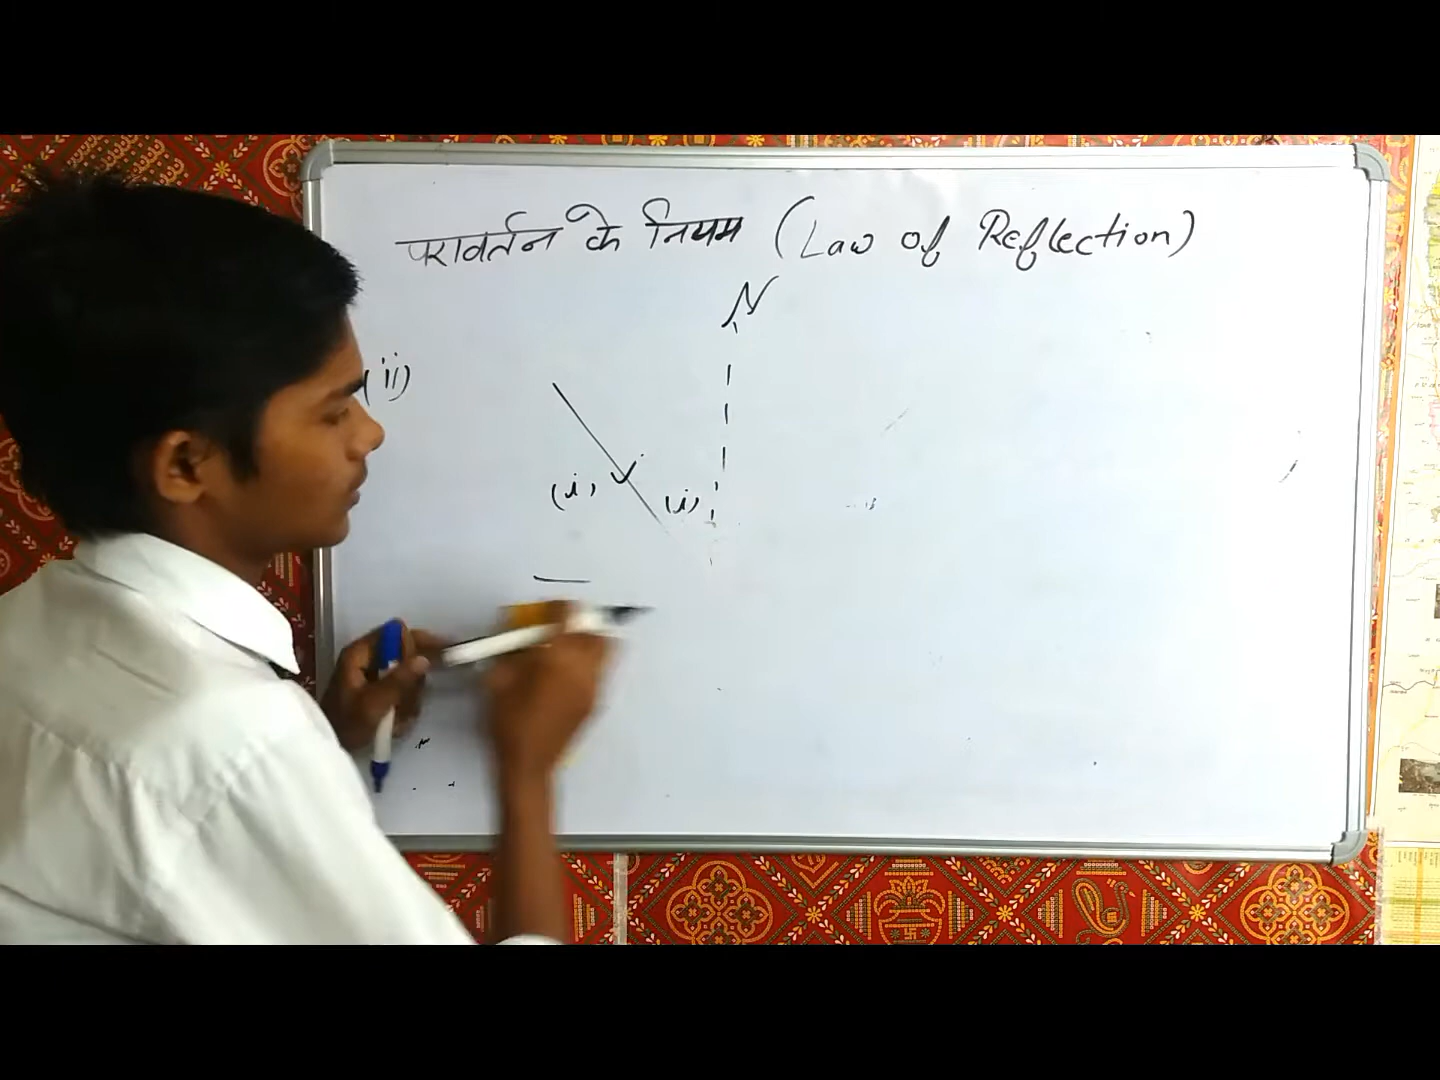 परावर्तन के नियम (Law of Reflection)
N
(ii)
(i)
(i)